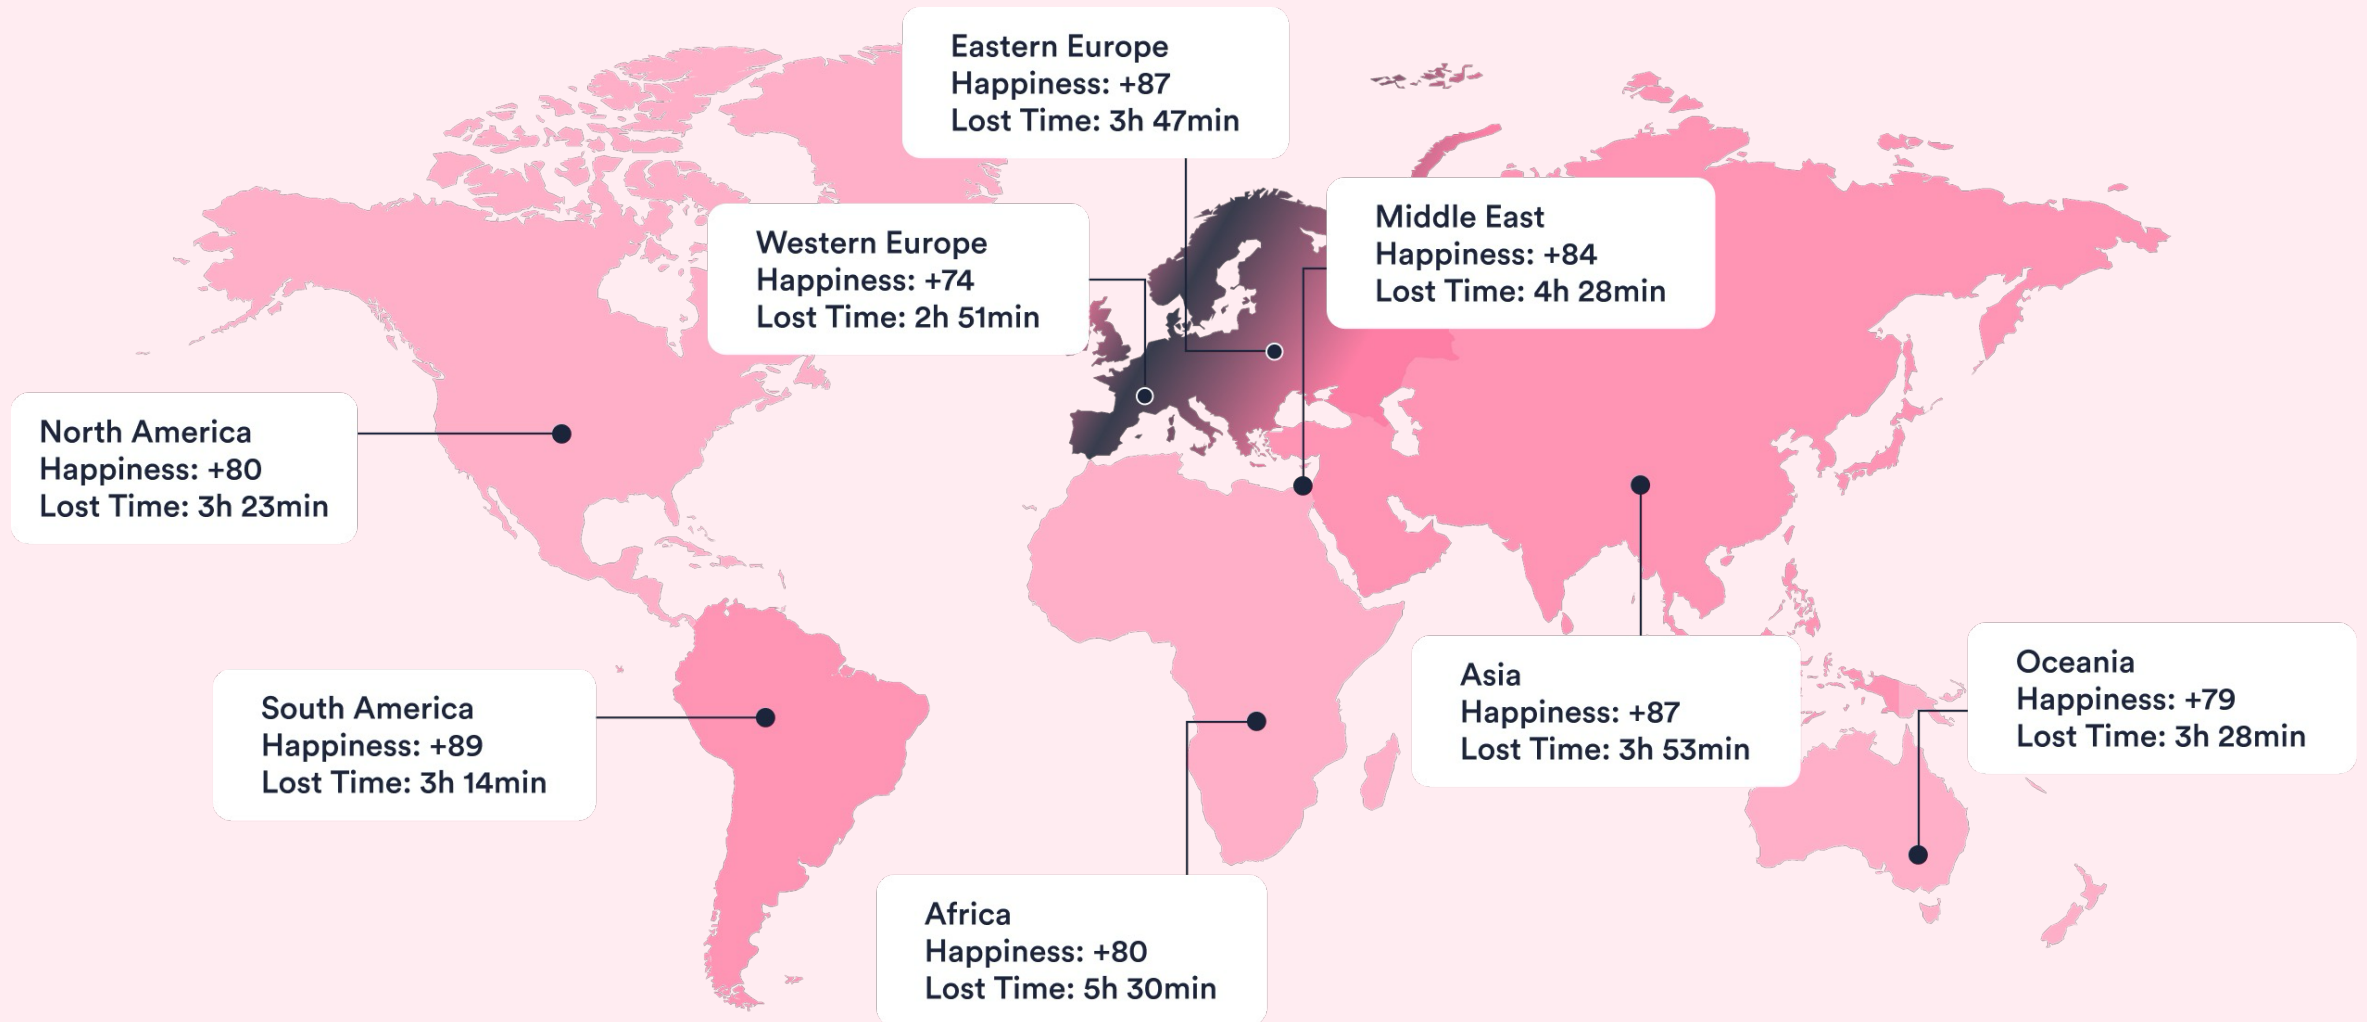 Eastern Europe
Happiness: +87
Lost Time: 3h 47min
Western Europe
Happiness: +74
Lost Time: 2h 51min
Middle East
Happiness: +84
Lost Time: 4h 28min
North America
Happiness: +80
Lost Time: 3h 23min
South America
Happiness: +89
Lost Time: 3h 14min
Asia
Happiness: +87
Lost Time: 3h 53min
Oceania
Happiness: +79
Lost Time: 3h 28min
Africa
Happiness: +80
Lost Time: 5h 30min